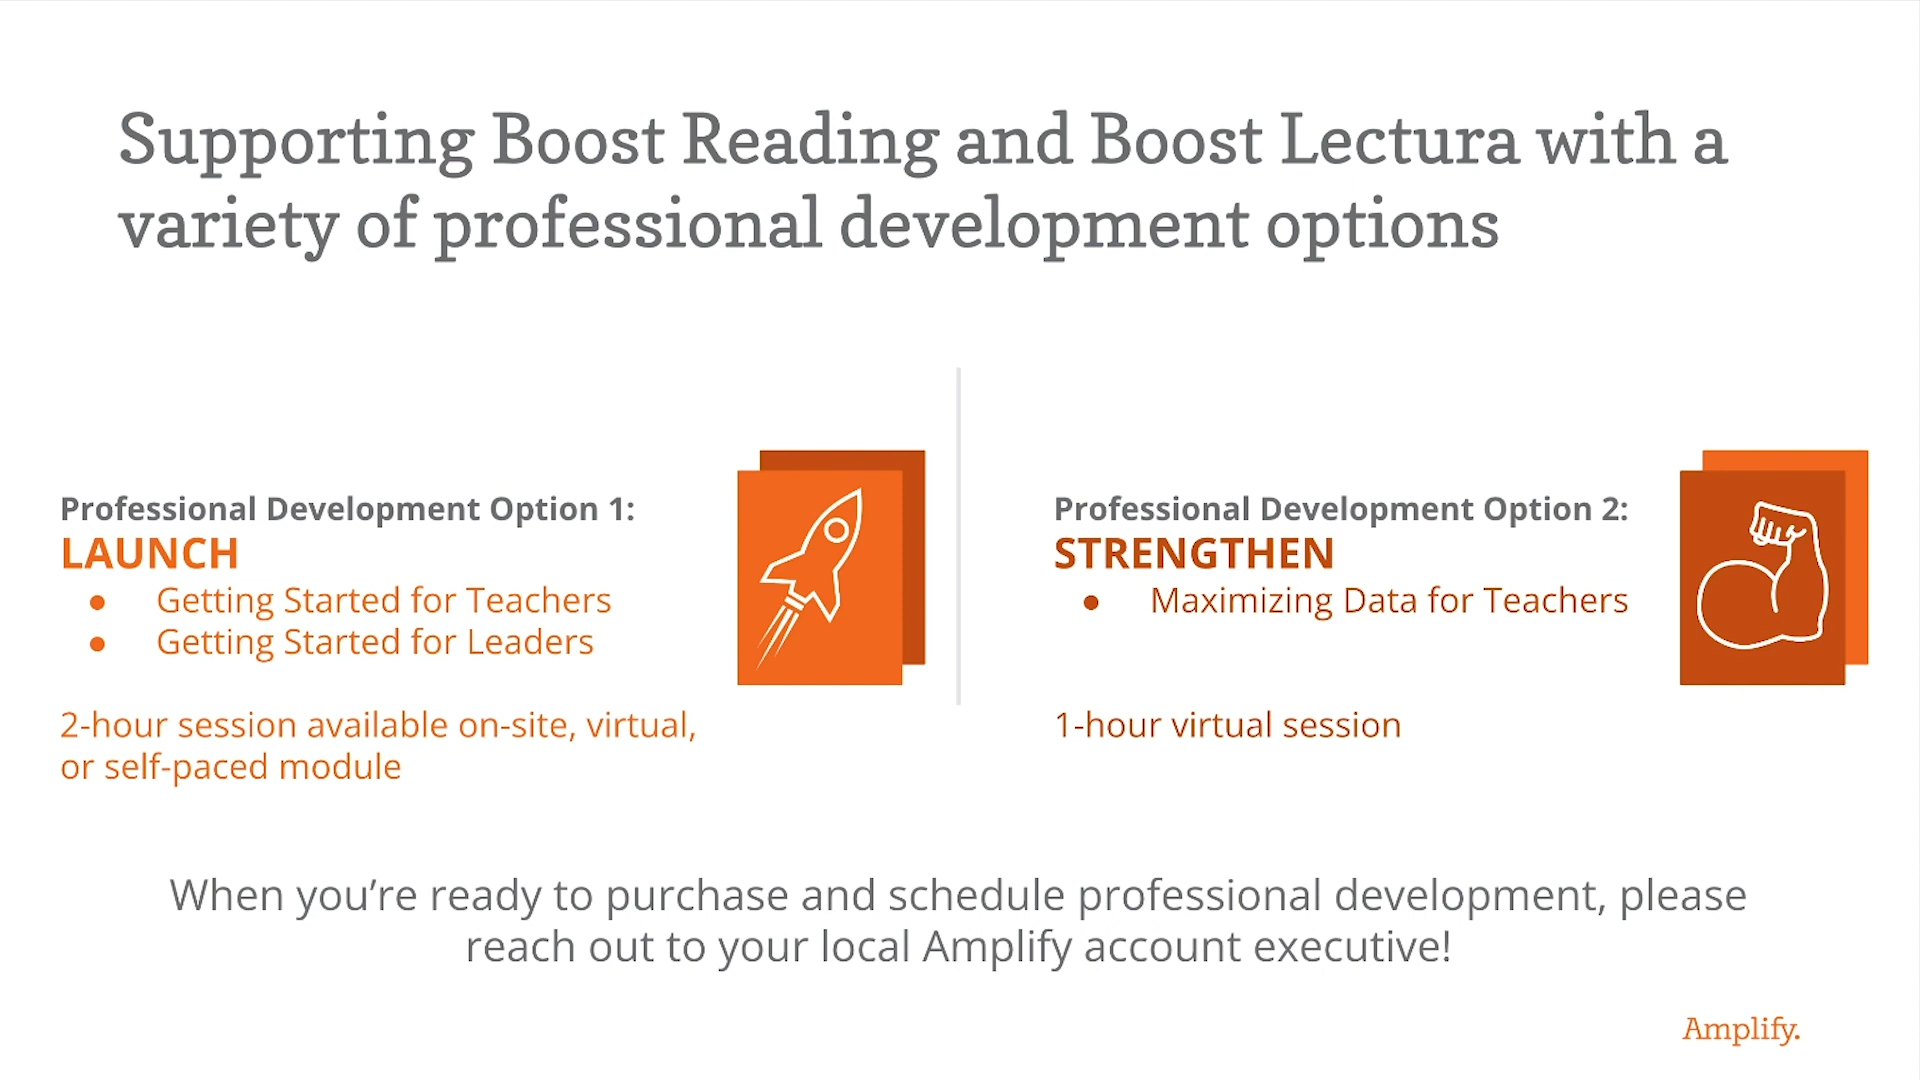 Supporting Boost Reading and Boost Lectura with a
variety of professional development options
Professional Development Option 1:
LAUNCH
● Getting Started for Teachers
● Getting Started for Leaders
2-hour session available on-site, virtual,
or self-paced module
Professional Development Option 2:
STRENGTHEN
● Maximizing Data for Teachers
1-hour virtual session
When you’re ready to purchase and schedule professional development, please
reach out to your local Amplify account executive!
Amplify.